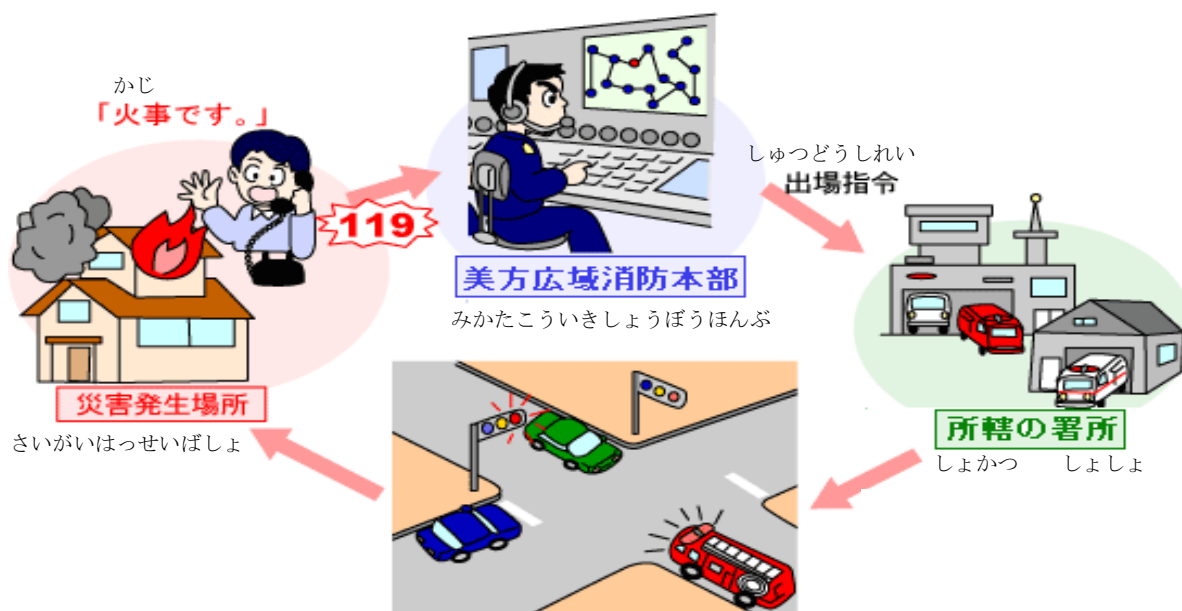 かじ
「火事です。」
119
美方広域消防本部
みかたこういきしょうぼうほんぶ
しゅつどうしれい
出場指令
所轄の署所
しょかつ しょしょ
災害発生場所
さいがいはっせいばしょ